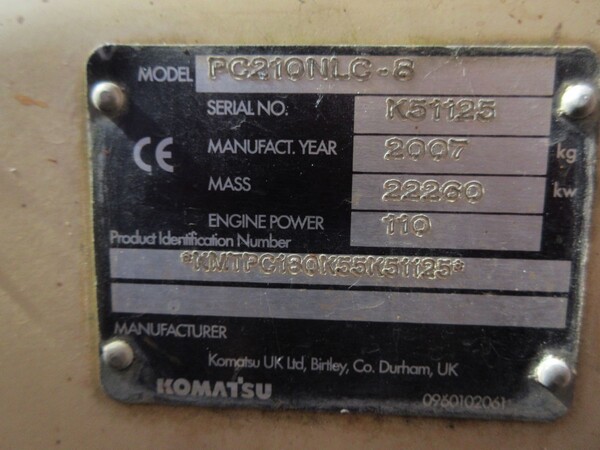 MODEL PC210NLC-8
SERIAL NO. K51125
MANUFACT. YEAR 2007
MASS 22260 kg
ENGINE POWER 110 kw
CE
Product Identification Number
*KMTPC180K55K51125*
MANUFACTURER
Komatsu UK Ltd, Birtley, Co. Durham, UK
KOMATSU